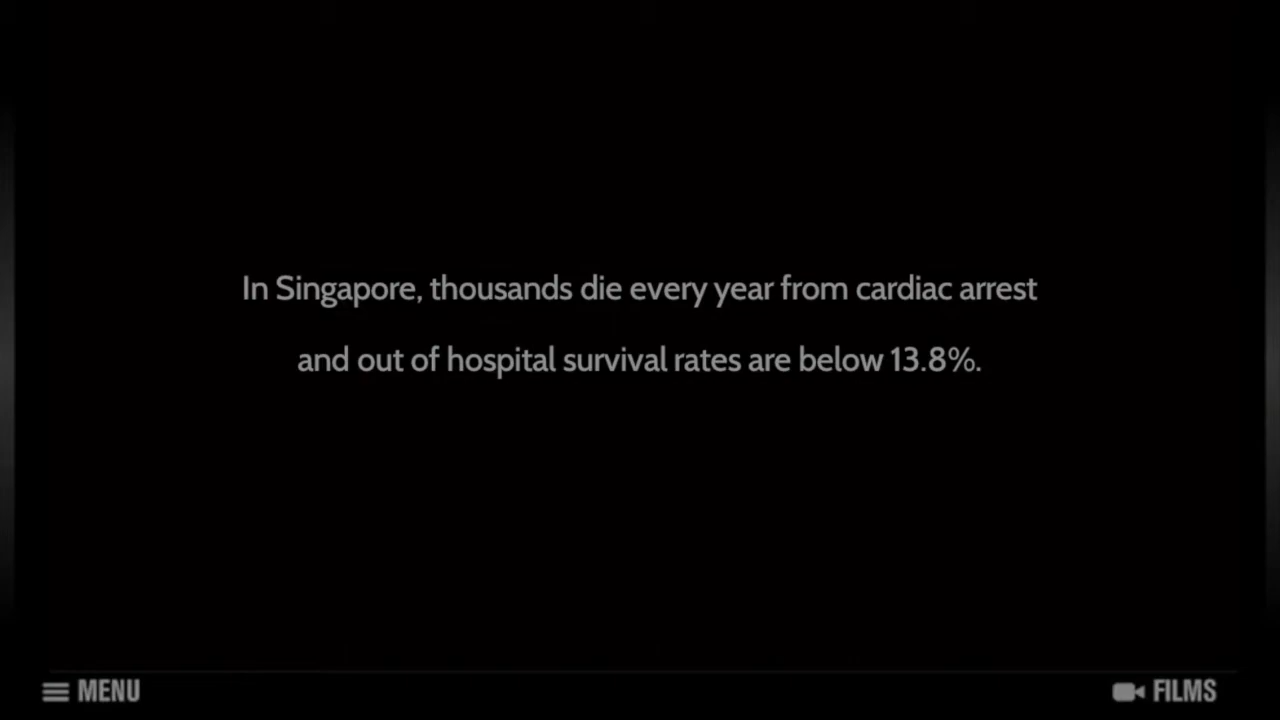 In Singapore, thousands die every year from cardiac arrest
and out of hospital survival rates are below 13.8%.
MENU
FILMS